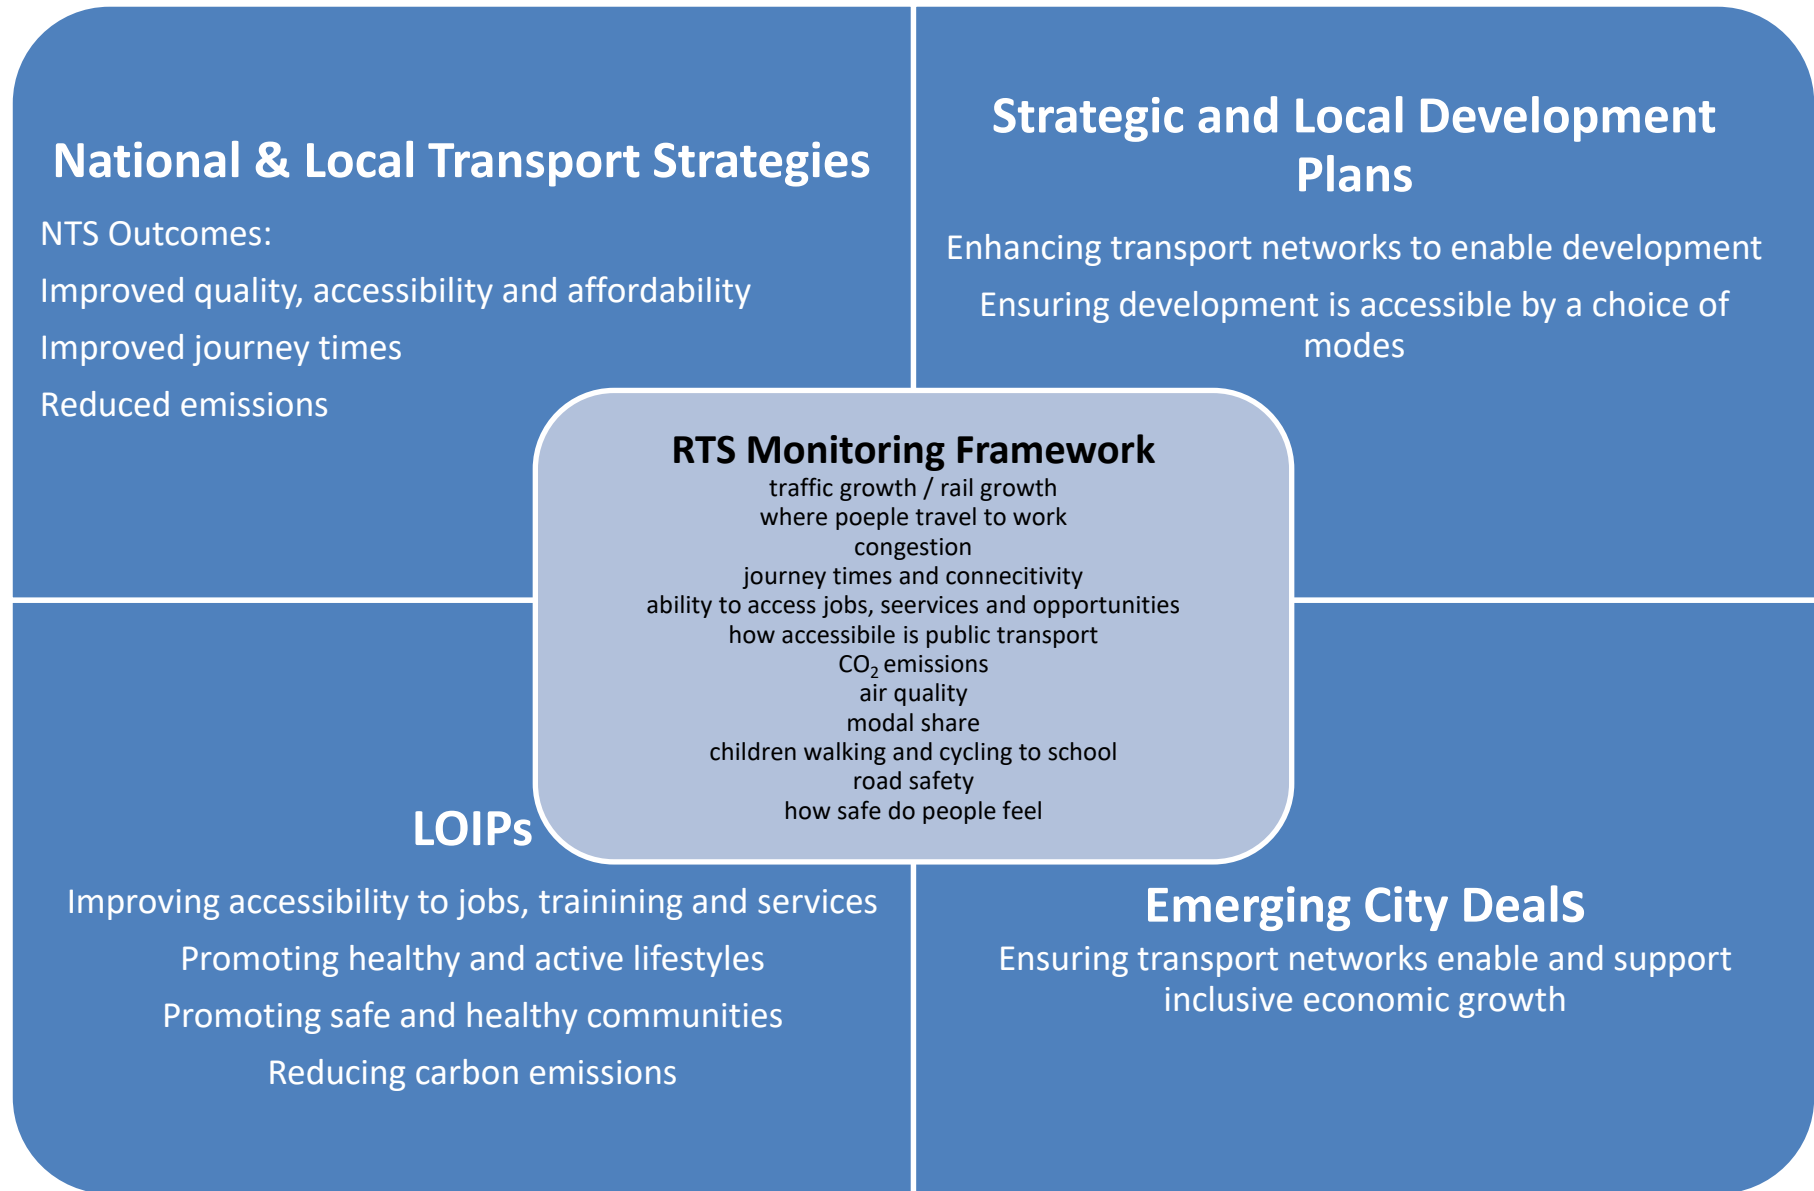 National & Local Transport Strategies
NTS Outcomes:
Improved quality, accessibility and affordability
Improved journey times
Reduced emissions
Strategic and Local Development
Plans
Enhancing transport networks to enable development
Ensuring development is accessible by a choice of
modes
RTS Monitoring Framework
traffic growth / rail growth
where poeple travel to work
congestion
journey times and connecitivity
ability to access jobs, seervices and opportunities
how accessibile is public transport
CO₂ emissions
air quality
modal share
children walking and cycling to school
road safety
how safe do people feel
LOIPs
Improving accessibility to jobs, trainining and services
Promoting healthy and active lifestyles
Promoting safe and healthy communities
Reducing carbon emissions
Emerging City Deals
Ensuring transport networks enable and support
inclusive economic growth